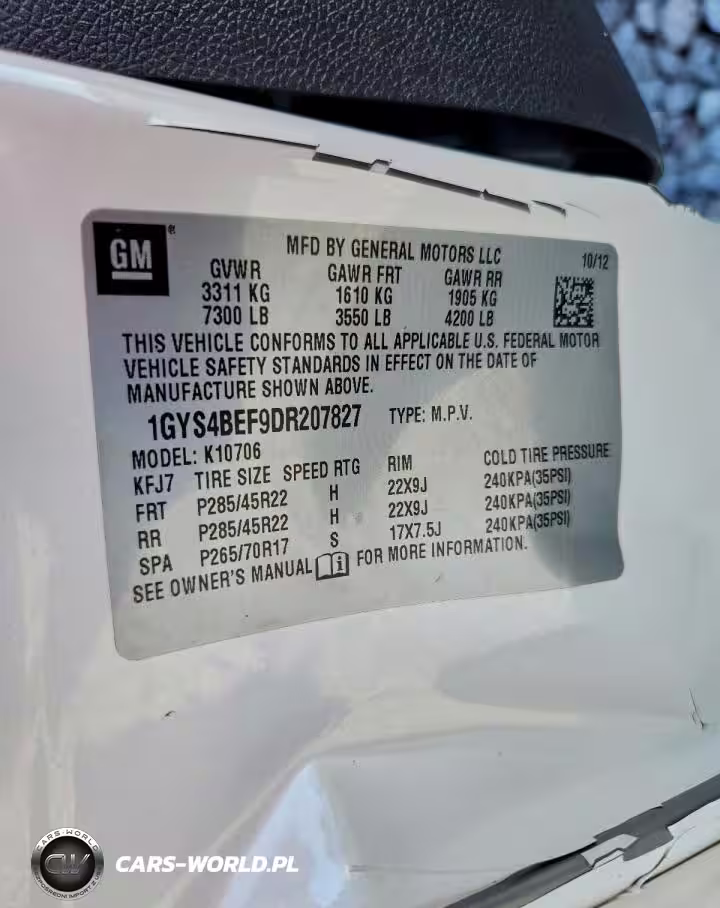 GM
MFD BY GENERAL MOTORS LLC
10/12
GVWR GAWR FRT GAWR RR
3311 KG 1610 KG 1905 KG
7300 LB 3550 LB 4200 LB
THIS VEHICLE CONFORMS TO ALL APPLICABLE U.S. FEDERAL MOTOR
VEHICLE SAFETY STANDARDS IN EFFECT ON THE DATE OF
MANUFACTURE SHOWN ABOVE.
1GYS4BEF9DR207827 TYPE: M.P.V.
MODEL: K10706
KFJ7 TIRE SIZE SPEED RTG RIM COLD TIRE PRESSURE
FRT P285/45R22 H 22X9J 240KPA(35PSI)
RR P285/45R22 H 22X9J 240KPA(35PSI)
SPA P265/70R17 S 17X7.5J 240KPA(35PSI)
SEE OWNER'S MANUAL FOR MORE INFORMATION.
CARS-WORLD
CW
CARS-WORLD.PL